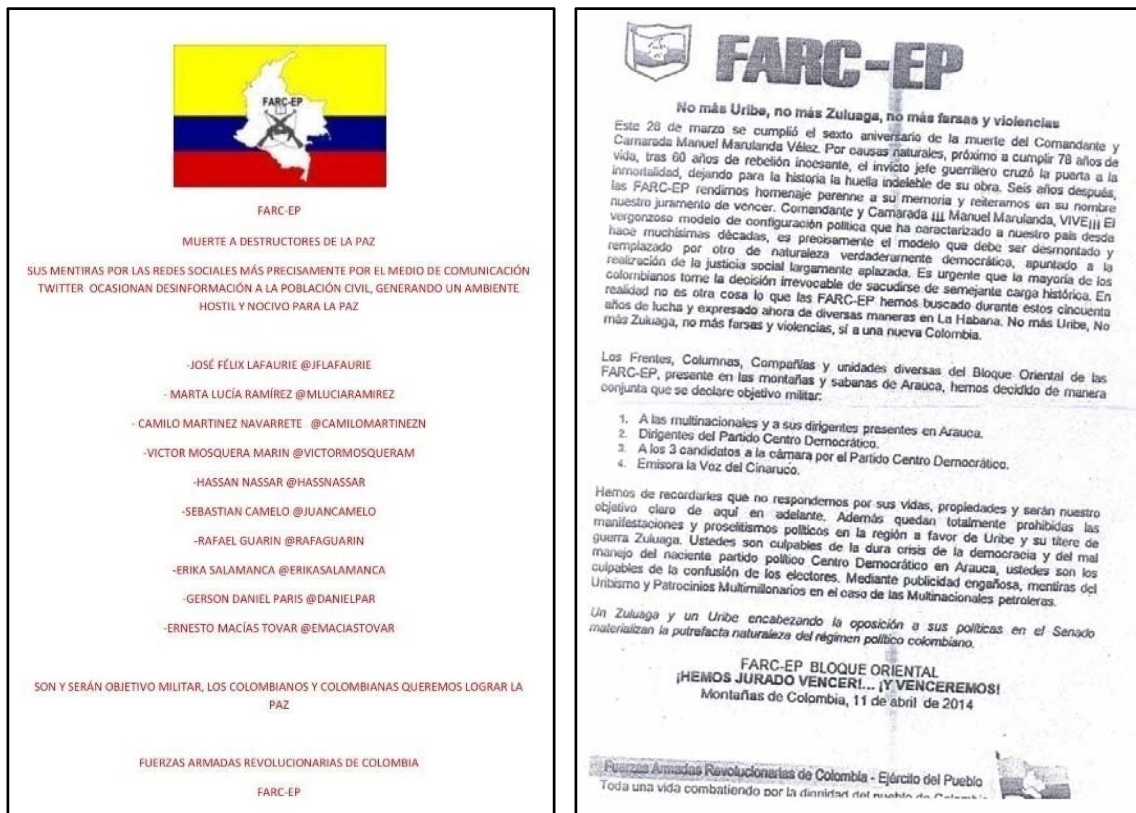 FARC-EP
FARC-EP
MUERTE A DESTRUCTORES DE LA PAZ
SUS MENTIRAS POR LAS REDES SOCIALES MÁS PRECISAMENTE POR EL MEDIO DE COMUNICACIÓN
TWITTER OCASIONAN DESINFORMACIÓN A LA POBLACIÓN CIVIL, GENERANDO UN AMBIENTE
HOSTIL Y NOCIVO PARA LA PAZ
-JOSÉ FÉLIX LAFAURIE @JFLAFAURIE
- MARTA LUCÍA RAMÍREZ @MLUCIARAMIREZ
- CAMILO MARTINEZ NAVARRETE @CAMILOMARTINEZN
-VICTOR MOSQUERA MARIN @VICTORMOSQUERAM
-HASSAN NASSAR @HASSNASSAR
-SEBASTIAN CAMELO @JUANCAMELO
-RAFAEL GUARIN @RAFAGUARIN
-ERIKA SALAMANCA @ERIKASALAMANCA
-GERSON DANIEL PARIS @DANIELPAR
-ERNESTO MACÍAS TOVAR @EMACIASTOVAR
SON Y SERÁN OBJETIVO MILITAR, LOS COLOMBIANOS Y COLOMBIANAS QUEREMOS LOGRAR LA
PAZ
FUERZAS ARMADAS REVOLUCIONARIAS DE COLOMBIA
FARC-EP
FARC-EP
No más Uribe, no más Zuluaga, no más farsas y violencias
Este 26 de marzo se cumplió el sexto aniversario de la muerte del Comandante y
Camarada Manuel Marulanda Vélez. Por causas naturales, próximo a cumplir 78 años de
vida, tras 60 años de rebelión incesante, el invicto jefe guerrillero cruzó la puerta a la
inmortalidad, dejando para la historia la huella indeleble de su obra. Seis años después,
las FARC-EP rendimos homenaje perenne a su memoria y reiteramos en su nombre
nuestro juramento de vencer. Comandante y Camarada ¡¡¡ Manuel Marulanda, VIVE¡¡¡ El
vergonzoso modelo de configuración política que ha caracterizado a nuestro país desde
hace muchísimas décadas, es precisamente el modelo que debe ser desmontado y
remplazado por otro de naturaleza verdaderamente democrática, apuntado a la
realización de la justicia social largamente aplazada. Es urgente que la mayoría de los
colombianos tome la decisión irrevocable de sacudirse de semejante carga histórica. En
realidad no es otra cosa lo que las FARC-EP hemos buscado durante estos cincuenta
años de lucha y expresado ahora de diversas maneras en La Habana. No más Uribe, No
más Zuluaga, no más farsas y violencias, sí a una nueva Colombia.
Los Frentes, Columnas, Compañías y unidades diversas del Bloque Oriental de las
FARC-EP, presente en las montañas y sabanas de Arauca, hemos decidido de manera
conjunta que se declare objetivo militar:
1. A las multinacionales y a sus dirigentes presentes en Arauca.
2. Dirigentes del Partido Centro Democrático.
3. A los 3 candidatos a la cámara por el Partido Centro Democrático.
4. Emisora la Voz del Cinaruco.
Hemos de recordarles que no respondemos por sus vidas, propiedades y serán nuestro
objetivo claro de aquí en adelante. Además quedan totalmente prohibidas las
manifestaciones y proselitismos políticos en la región a favor de Uribe y su títere de
guerra Zuluaga. Ustedes son culpables de la dura crisis de la democracia y del mal
manejo del naciente partido político Centro Democrático en Arauca, ustedes son los
culpables de la confusión de los electores. Mediante publicidad engañosa, mentiras del
Uribismo y Patrocinios Multimillonarios en el caso de las Multinacionales petroleras.
Un Zuluaga y un Uribe encabezando la oposición a sus políticas en el Senado
materializan la putrefacta naturaleza del régimen político colombiano.
FARC-EP BLOQUE ORIENTAL
¡HEMOS JURADO VENCER!... ¡Y VENCEREMOS!
Montañas de Colombia, 11 de abril de 2014
Fuerzas Armadas Revolucionarias de Colombia - Ejército del Pueblo
Toda una vida combatiendo por la dignidad del pueblo de